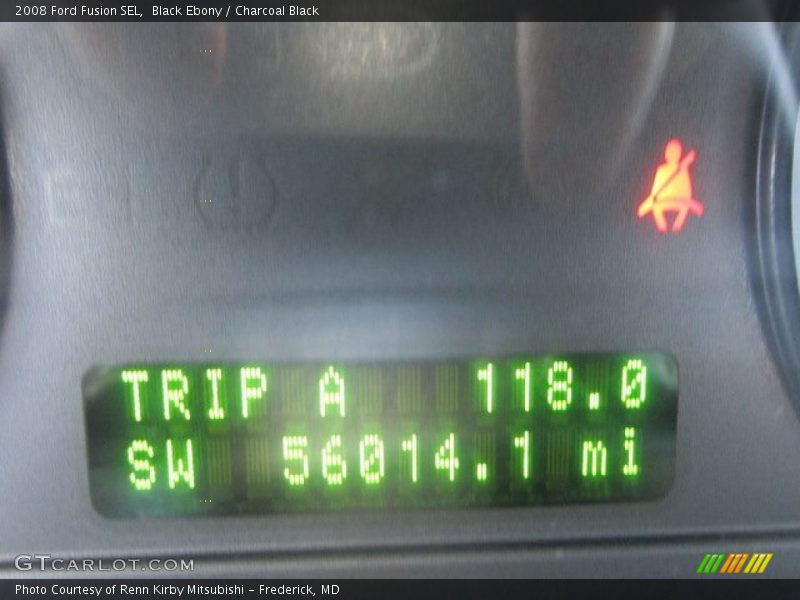 2008 Ford Fusion SEL, Black Ebony / Charcoal Black
TRIP A 118.0
SW 56014.1 mi
GTCARLOT.COM
Photo Courtesy of Renn Kirby Mitsubishi – Frederick, MD